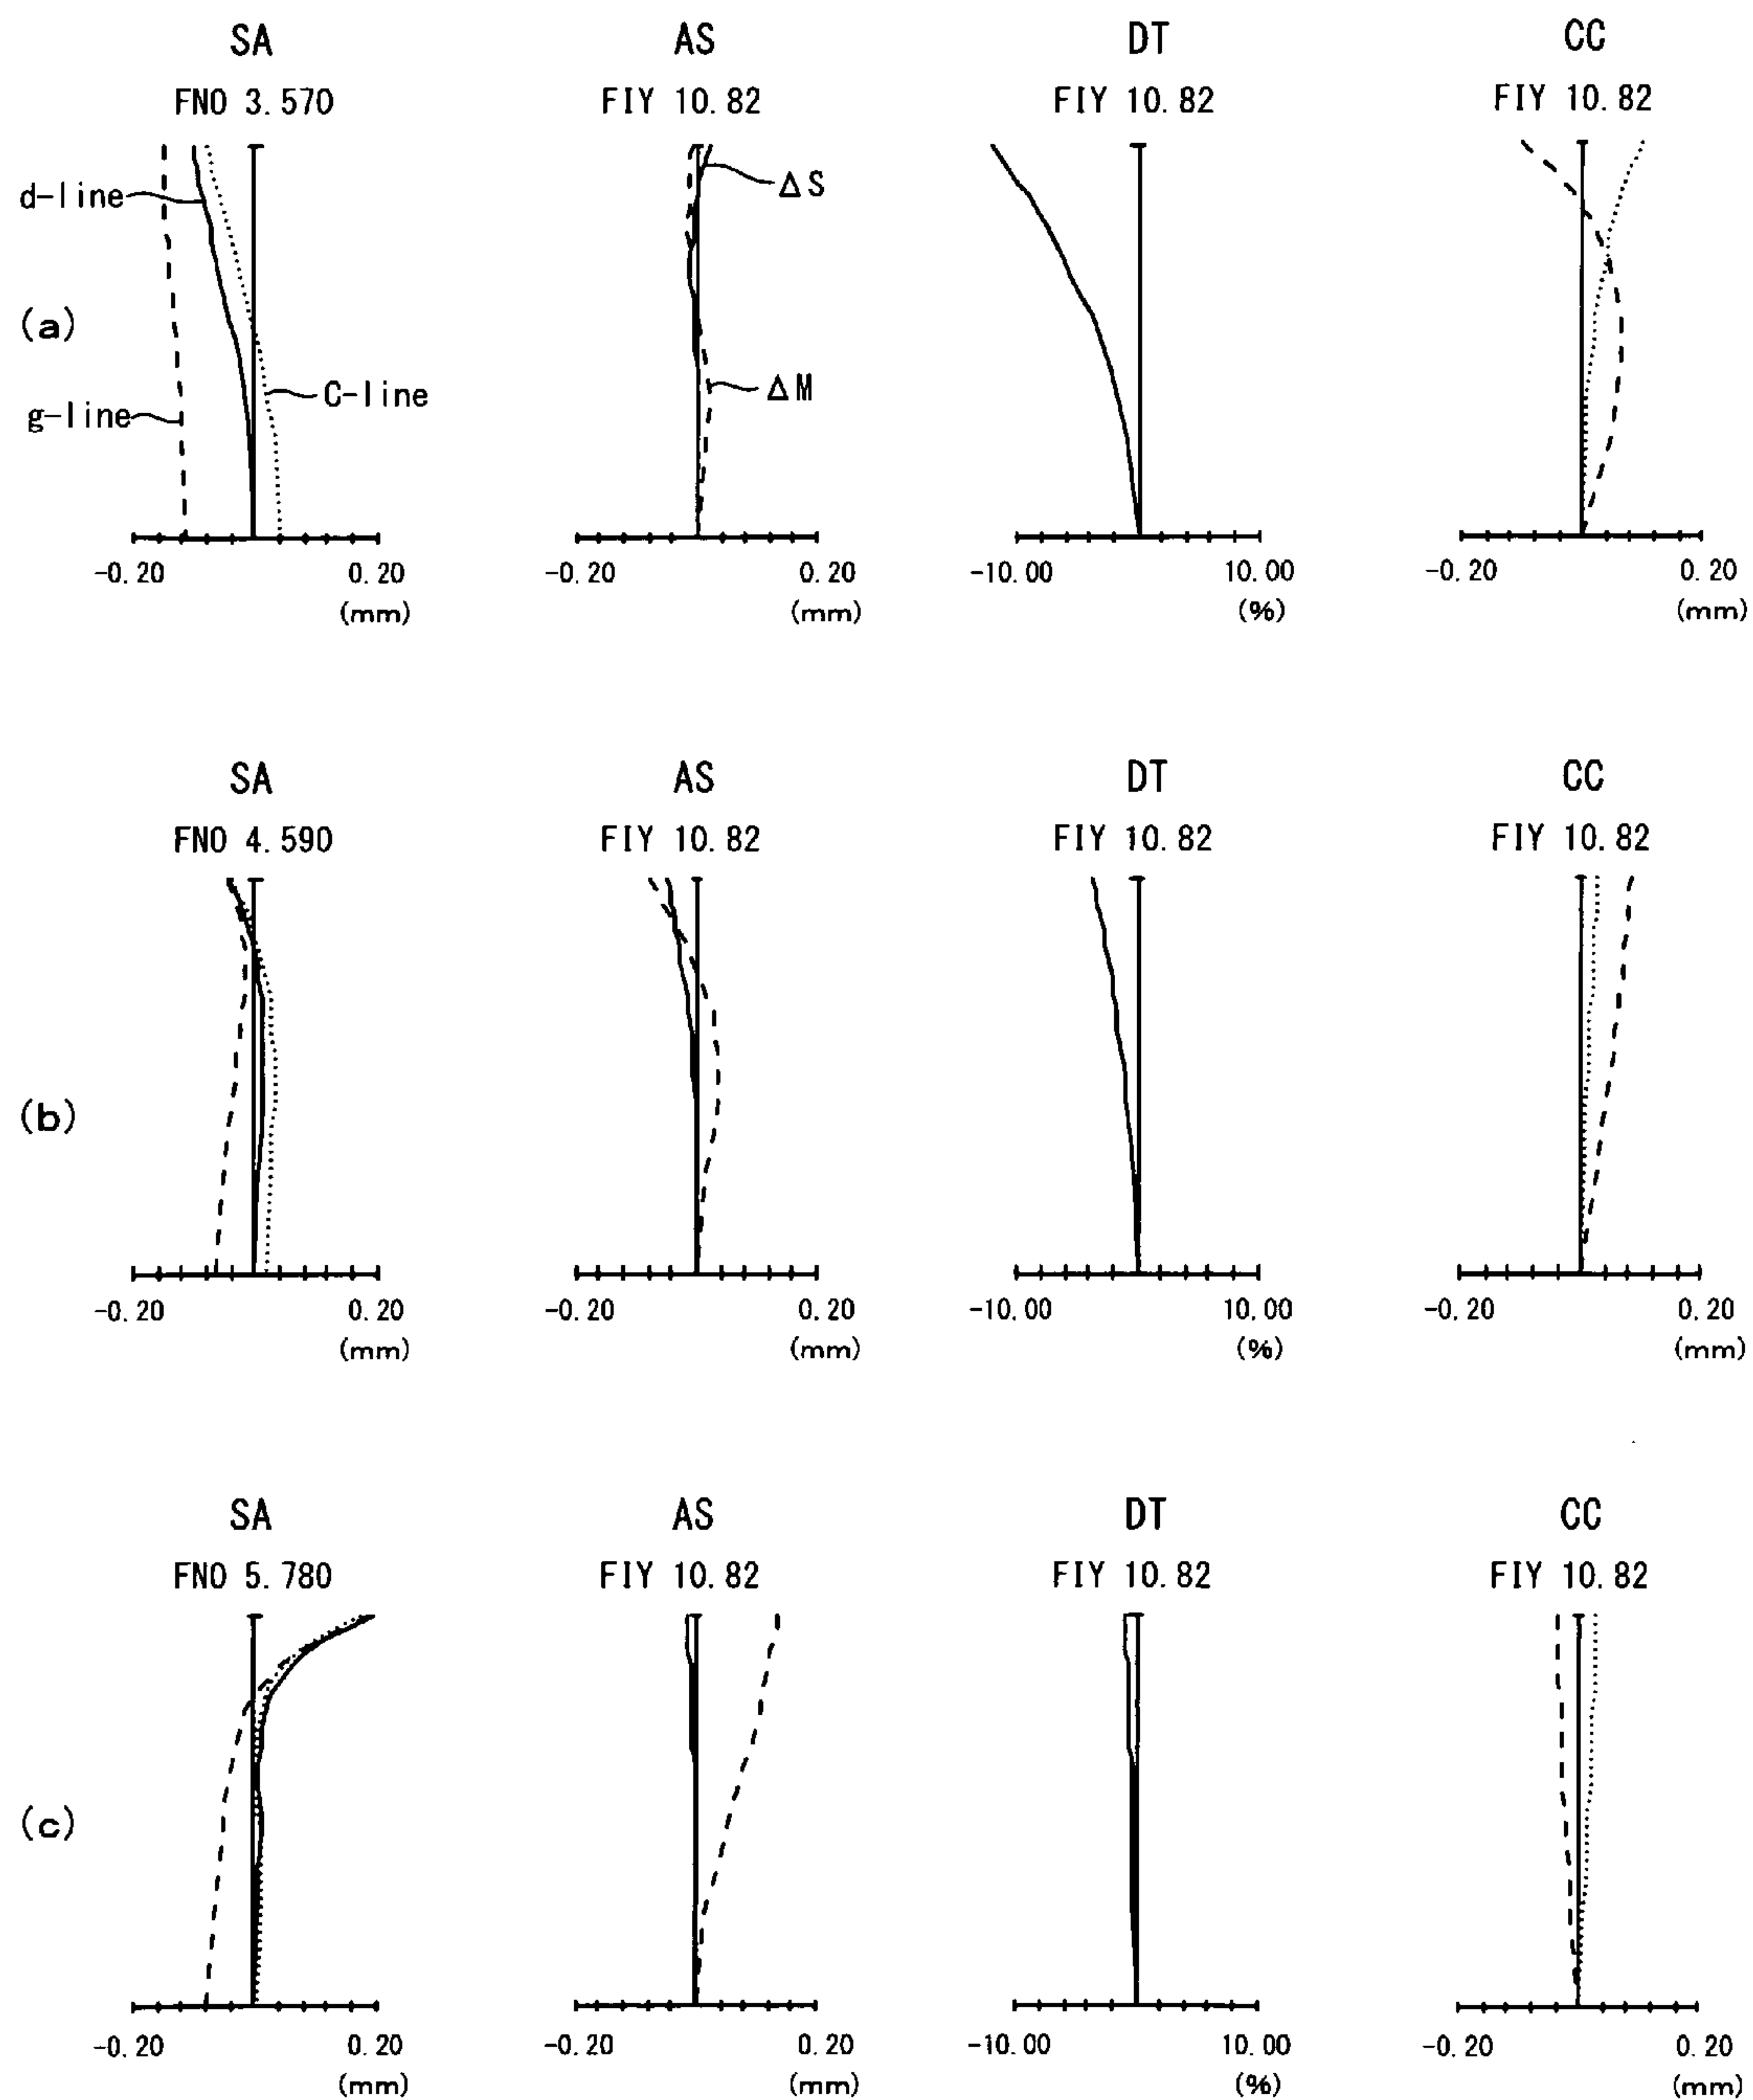 SA AS DT CC
FNO 3.570 FIY 10.82 FIY 10.82 FIY 10.82
d-line
ΔS
(a)
ΔM
C-line
g-line
-0.20 0.20 -0.20 0.20 -10.00 10.00 -0.20 0.20
(mm) (mm) (%) (mm)
SA AS DT CC
FNO 4.590 FIY 10.82 FIY 10.82 FIY 10.82
(b)
-0.20 0.20 -0.20 0.20 -10.00 10.00 -0.20 0.20
(mm) (mm) (%) (mm)
SA AS DT CC
FNO 5.780 FIY 10.82 FIY 10.82 FIY 10.82
(c)
-0.20 0.20 -0.20 0.20 -10.00 10.00 -0.20 0.20
(mm) (mm) (%) (mm)